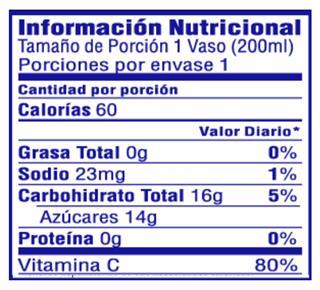 Información Nutricional
Tamaño de Porción 1 Vaso (200ml)
Porciones por envase 1
Cantidad por porción
Calorías 60
Valor Diario*
Grasa Total 0g 0%
Sodio 23mg 1%
Carbohidrato Total 16g 5%
Azúcares 14g
Proteína 0g 0%
Vitamina C 80%